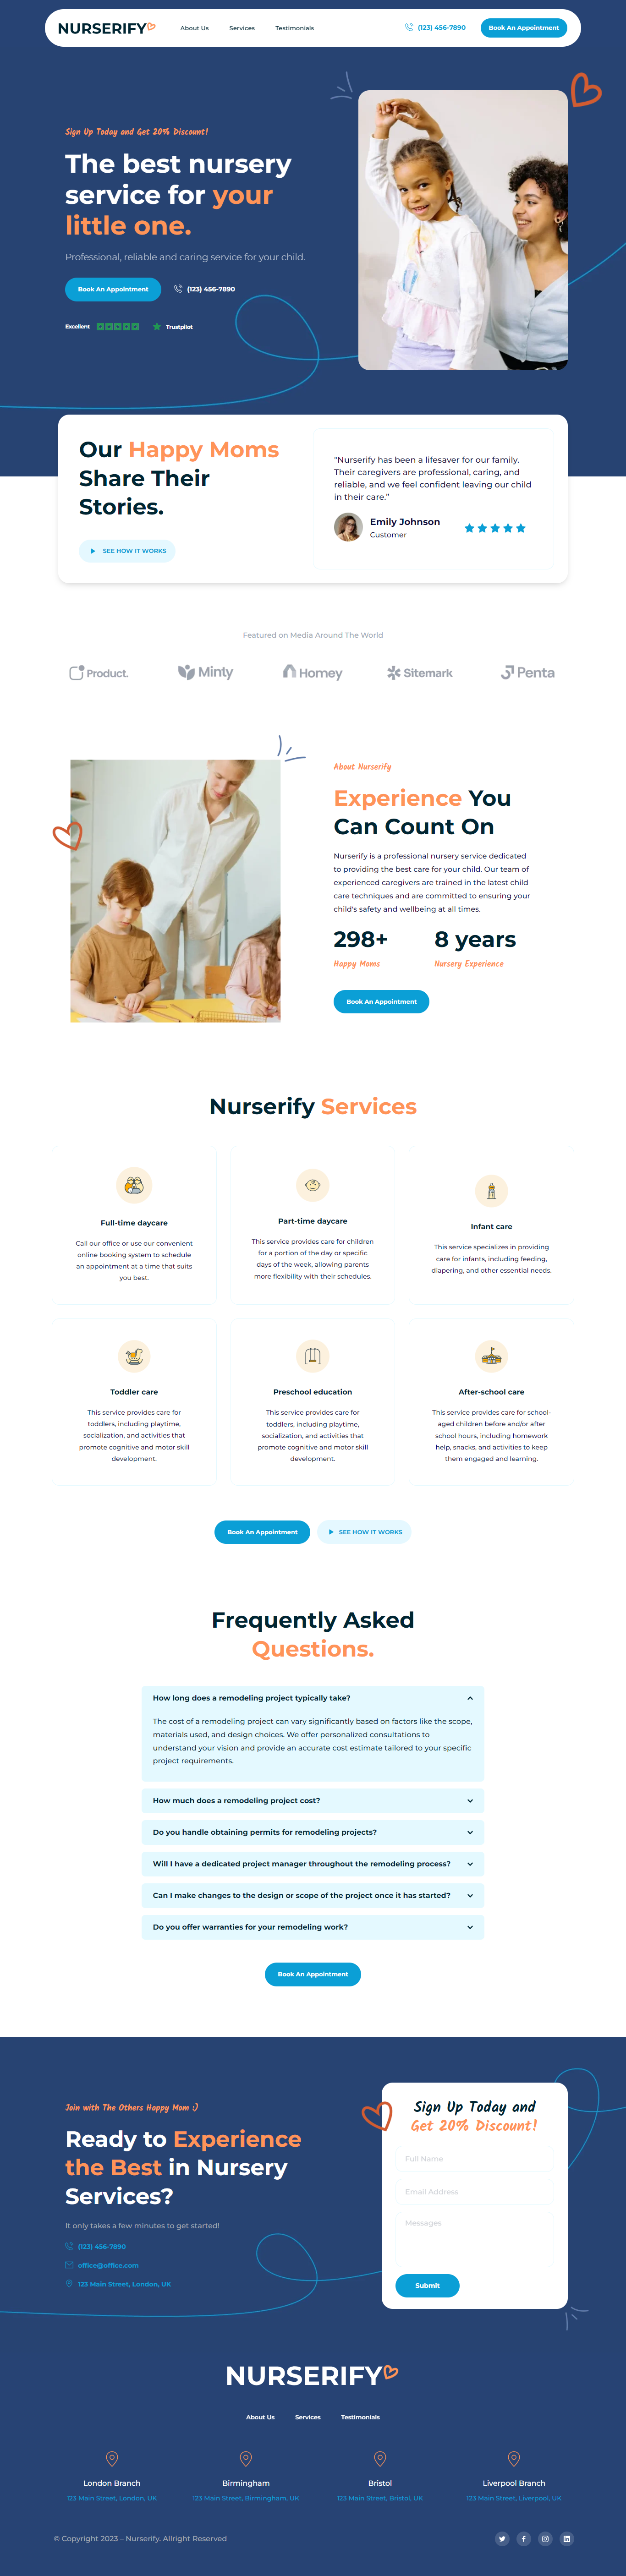 NURSERIFY
About Us
Services
Testimonials
(123) 456-7890
Book An Appointment
Sign Up Today and Get 20% Discount!
The best nursery
service for your
little one.
Professional, reliable and caring service for your child.
Book An Appointment
(123) 456-7890
Excellent
Trustpilot
Our Happy Moms
Share Their
Stories.
SEE HOW IT WORKS
"Nurserify has been a lifesaver for our family.
Their caregivers are professional, caring, and
reliable, and we feel confident leaving our child
in their care."
Emily Johnson
Customer
Featured on Media Around The World
Product.
Minty
Homey
Sitemark
Penta
About Nurserify
Experience You
Can Count On
Nurserify is a professional nursery service dedicated
to providing the best care for your child. Our team of
experienced caregivers are trained in the latest child
care techniques and are committed to ensuring your
child's safety and wellbeing at all times.
298+
Happy Moms
8 years
Nursery Experience
Book An Appointment
Nurserify Services
Full-time daycare
Call our office or use our convenient
online booking system to schedule
an appointment at a time that suits
you best.
Part-time daycare
This service provides care for children
for a portion of the day or specific
days of the week, allowing parents
more flexibility with their schedules.
Infant care
This service specializes in providing
care for infants, including feeding,
diapering, and other essential needs.
Toddler care
This service provides care for
toddlers, including playtime,
socialization, and activities that
promote cognitive and motor skill
development.
Preschool education
This service provides care for
toddlers, including playtime,
socialization, and activities that
promote cognitive and motor skill
development.
After-school care
This service provides care for school-
aged children before and/or after
school hours, including homework
help, snacks, and activities to keep
them engaged and learning.
Book An Appointment
SEE HOW IT WORKS
Frequently Asked
Questions.
How long does a remodeling project typically take?
The cost of a remodeling project can vary significantly based on factors like the scope,
materials used, and design choices. We offer personalized consultations to
understand your vision and provide an accurate cost estimate tailored to your specific
project requirements.
How much does a remodeling project cost?
Do you handle obtaining permits for remodeling projects?
Will I have a dedicated project manager throughout the remodeling process?
Can I make changes to the design or scope of the project once it has started?
Do you offer warranties for your remodeling work?
Book An Appointment
Join with The Others Happy Mom :)
Ready to Experience
the Best in Nursery
Services?
It only takes a few minutes to get started!
(123) 456-7890
office@office.com
123 Main Street, London, UK
Sign Up Today and
Get 20% Discount!
Full Name
Email Address
Messages
Submit
NURSERIFY
About Us
Services
Testimonials
London Branch
123 Main Street, London, UK
Birmingham
123 Main Street, Birmingham, UK
Bristol
123 Main Street, Bristol, UK
Liverpool Branch
123 Main Street, Liverpool, UK
© Copyright 2023 – Nurserify. Allright Reserved